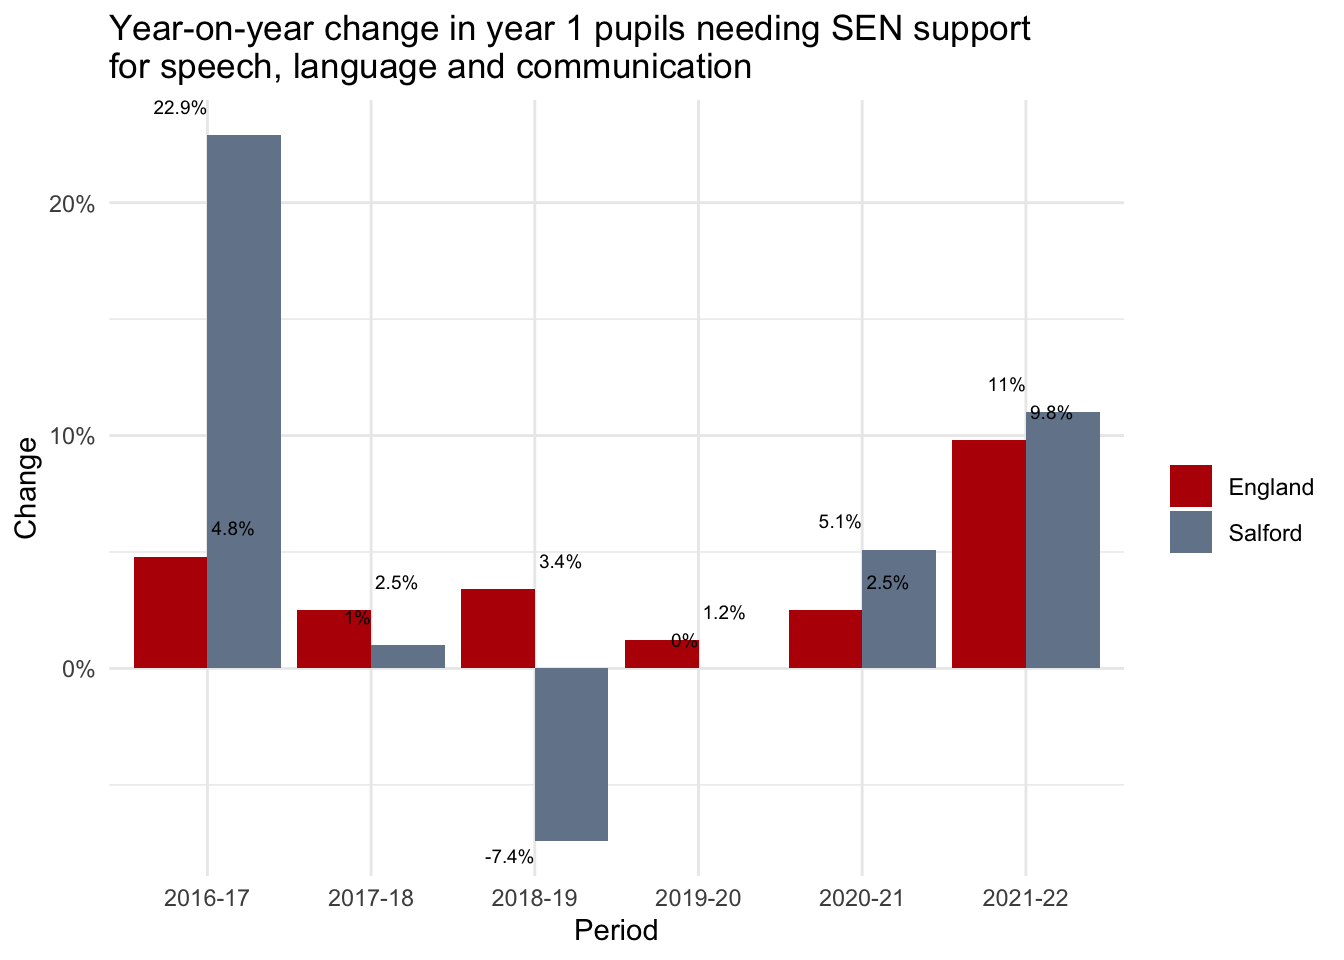 Year-on-year change in year 1 pupils needing SEN support
for speech, language and communication
22.9%
20%
11%
9.8%
10%
4.8%
5.1%
3.4%
2.5%
2.5%
1%
1.2%
0%
0%
-7.4%
Change
England
Salford
2016-17 2017-18 2018-19 2019-20 2020-21 2021-22
Period